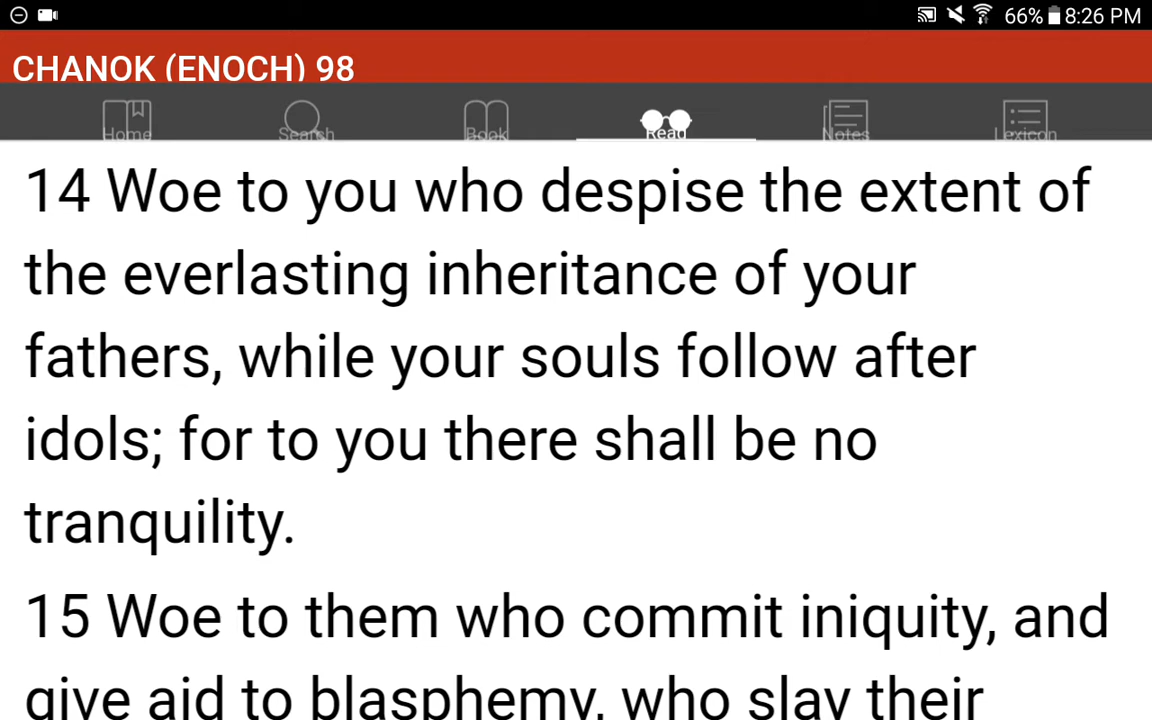 66% 8:26 PM
CHANOK (ENOCH) 98
Home Search Book Read Notes Lexicon
14 Woe to you who despise the extent of
the everlasting inheritance of your
fathers, while your souls follow after
idols; for to you there shall be no
tranquility.
15 Woe to them who commit iniquity, and
give aid to blasphemy, who slay their